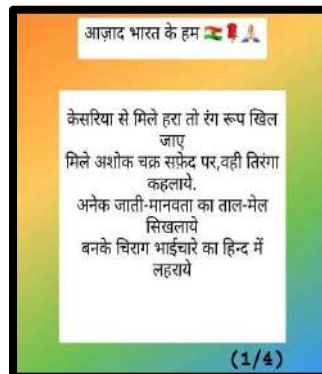 आज़ाद भारत के हम 🇮🇳🌹🙏🏻
केसरिया से मिले हरा तो रंग रूप खिल
जाए
मिले अशोक चक्र सफ़ेद पर,वही तिरंगा
कहलाये.
अनेक जाती-मानवता का ताल-मेल
सिखलाये
बनके चिराग भाईचारे का हिन्द में
लहराये
(1/4)